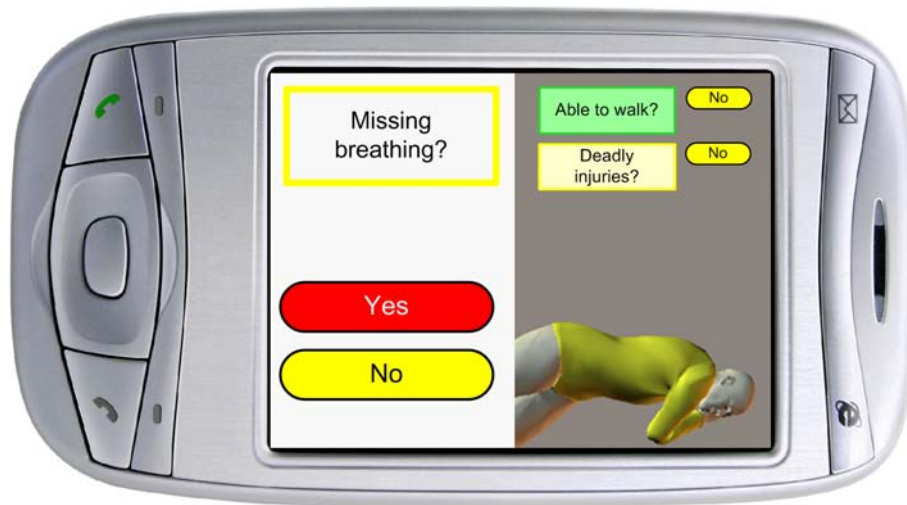 Missing
breathing?
Yes
No
Able to walk?
No
Deadly
injuries?
No